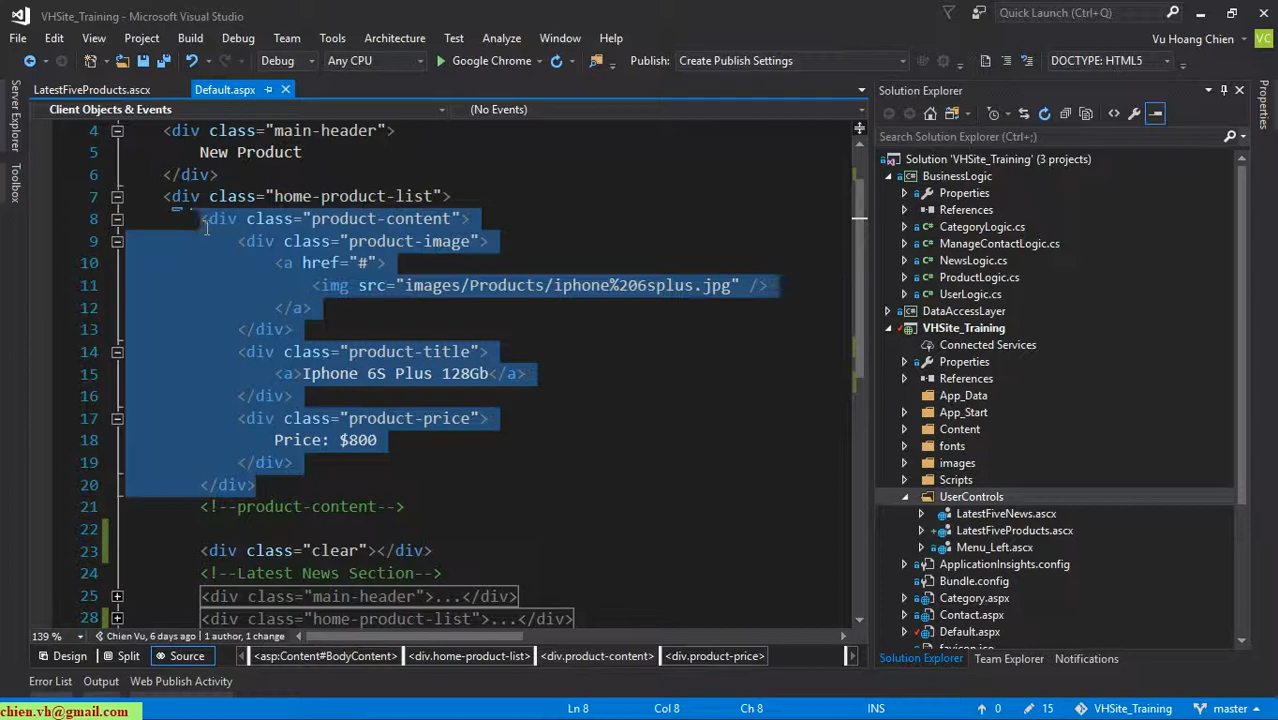 VHSite_Training - Microsoft Visual Studio
Quick Launch (Ctrl+Q)
File Edit View Project Build Debug Team Tools Architecture Test Analyze Window Help
Vu Hoang Chien VC
Debug Any CPU Google Chrome Publish: Create Publish Settings DOCTYPE: HTML5
Server Explorer
Toolbox
LatestFiveProducts.ascx Default.aspx
Client Objects & Events (No Events)
4 <div class="main-header">
5 New Product
6 </div>
7 <div class="home-product-list">
8 <div class="product-content">
9 <div class="product-image">
10 <a href="#">
11 <img src="images/Products/iphone%206splus.jpg" />
12 </a>
13 </div>
14 <div class="product-title">
15 <a>Iphone 6S Plus 128Gb</a>
16 </div>
17 <div class="product-price">
18 Price: $800
19 </div>
20 </div>
21 <!--product-content-->
22
23 <div class="clear"></div>
24 <!--Latest News Section-->
25 <div class="main-header">...</div>
28 <div class="home-product-list">...</div>
139 % Chien Vu, 6 days ago | 1 author, 1 change
Design Split Source <asp:Content#BodyContent> <div.home-product-list> <div.product-content> <div.product-price>
Error List Output Web Publish Activity
Solution Explorer
Search Solution Explorer (Ctrl+;)
Solution 'VHSite_Training' (3 projects)
BusinessLogic
Properties
References
CategoryLogic.cs
ManageContactLogic.cs
NewsLogic.cs
ProductLogic.cs
UserLogic.cs
DataAccessLayer
VHSite_Training
Connected Services
Properties
References
App_Data
App_Start
Content
fonts
images
Scripts
UserControls
LatestFiveNews.ascx
LatestFiveProducts.ascx
Menu_Left.ascx
ApplicationInsights.config
Bundle.config
Category.aspx
Contact.aspx
Default.aspx
favicon.ico
Solution Explorer Team Explorer Notifications
Properties
chien.vh@gmail.com
Ln 8 Col 8 Ch 8 INS 0 15 VHSite_Training master